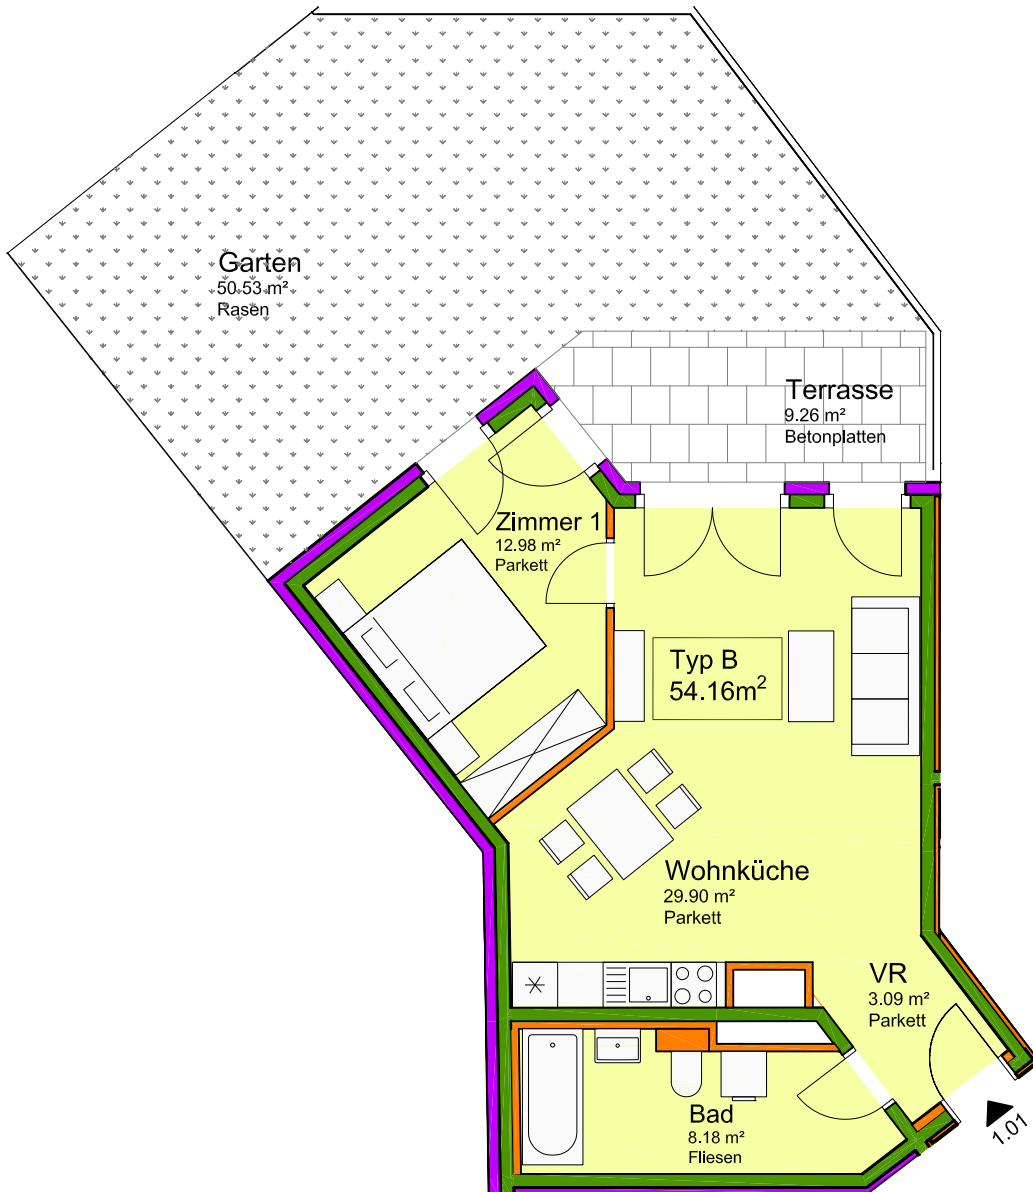 Garten
50.53 m²
Rasen
Terrasse
9.26 m²
Betonplatten
Zimmer 1
12.98 m²
Parkett
Typ B
54.16m²
Wohnküche
29.90 m²
Parkett
VR
3.09 m²
Parkett
Bad
8.18 m²
Fliesen
1.01